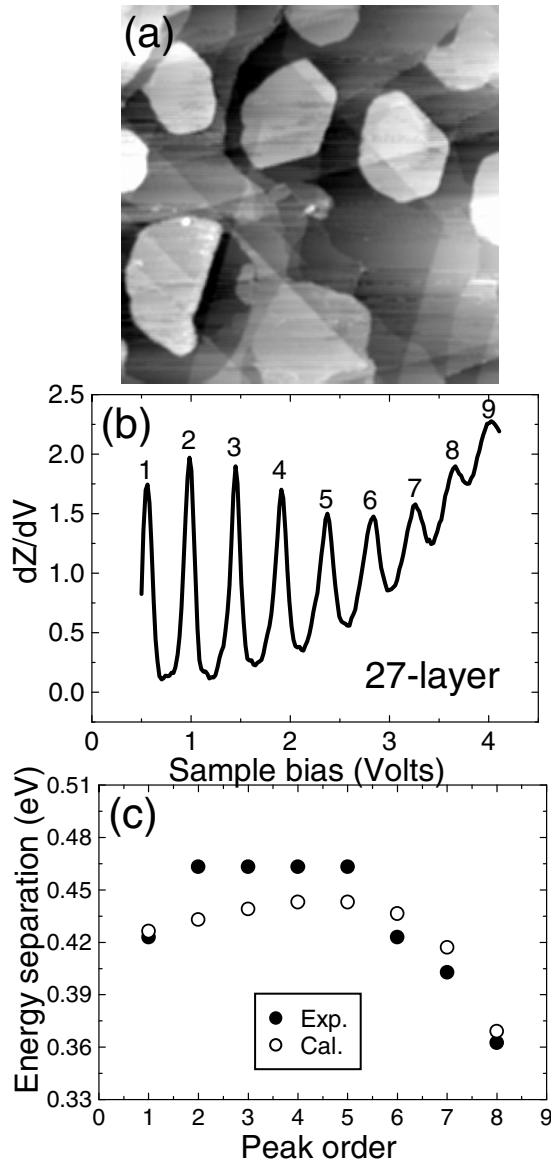 (a)
(b)
2.5
2.0
1.5
1.0
0.5
0.0
dZ/dV
1
2
3
4
5
6
7
8
9
27-layer
0
1
2
3
4
Sample bias (Volts)
(c)
0.51
0.48
0.45
0.42
0.39
0.36
0.33
Energy separation (eV)
Exp.
Cal.
0 1 2 3 4 5 6 7 8 9
Peak order